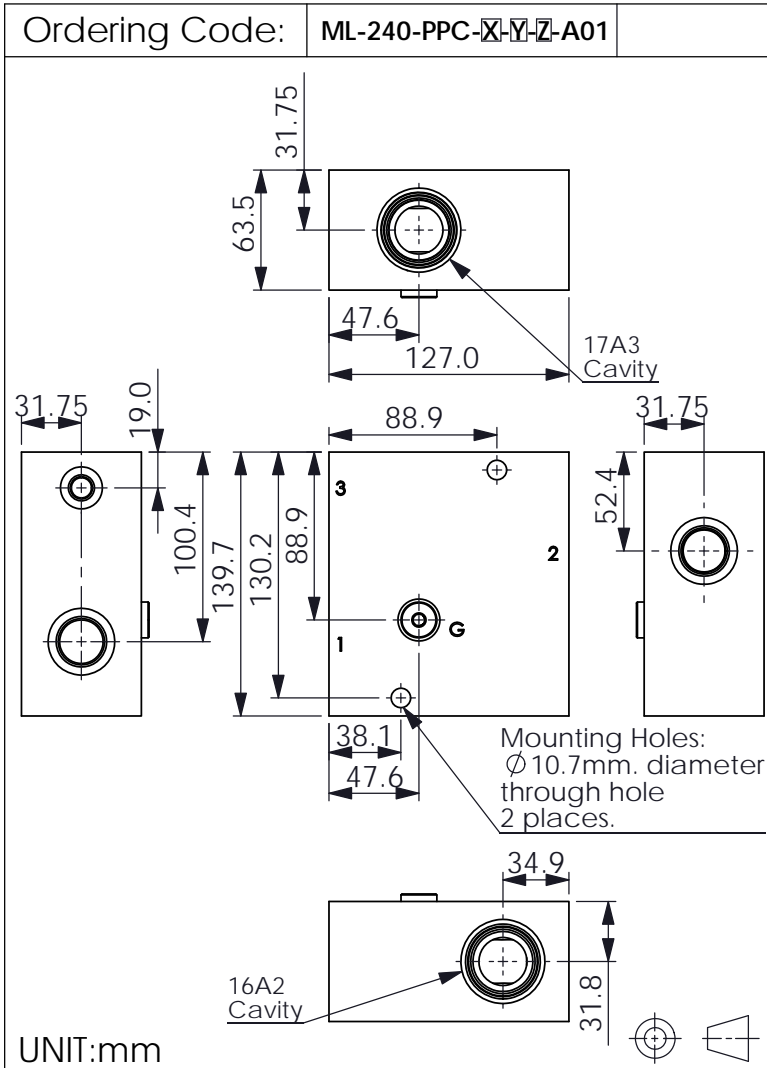 Ordering Code: ML-240-PPC-X-Y-Z-A01
31.75
63.5
47.6
127.0
17A3
Cavity
31.75
19.0
100.4
139.7
130.2
88.9
88.9
3
2
G
1
38.1
47.6
31.75
52.4
Mounting Holes:
∅10.7mm. diameter
through hole
2 places.
34.9
31.8
16A2
Cavity
UNIT:mm